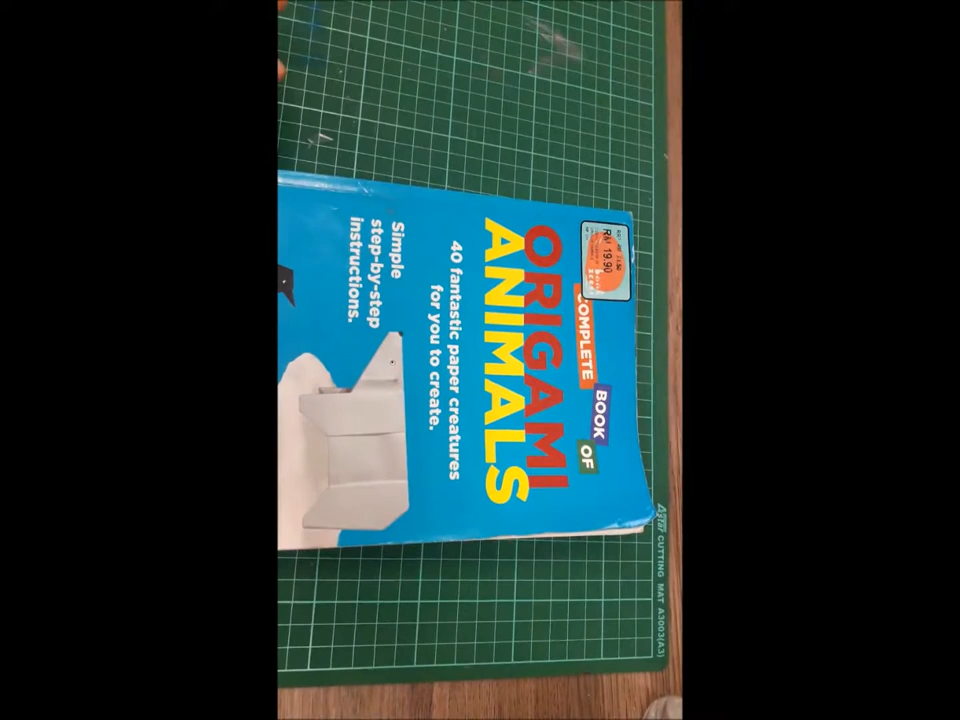 RM 19.90
COMPLETE BOOK OF
ORIGAMI
ANIMALS
40 fantastic paper creatures
for you to create.
Simple
step-by-step
instructions.
Astar CUTTING MAT A3003(A3)